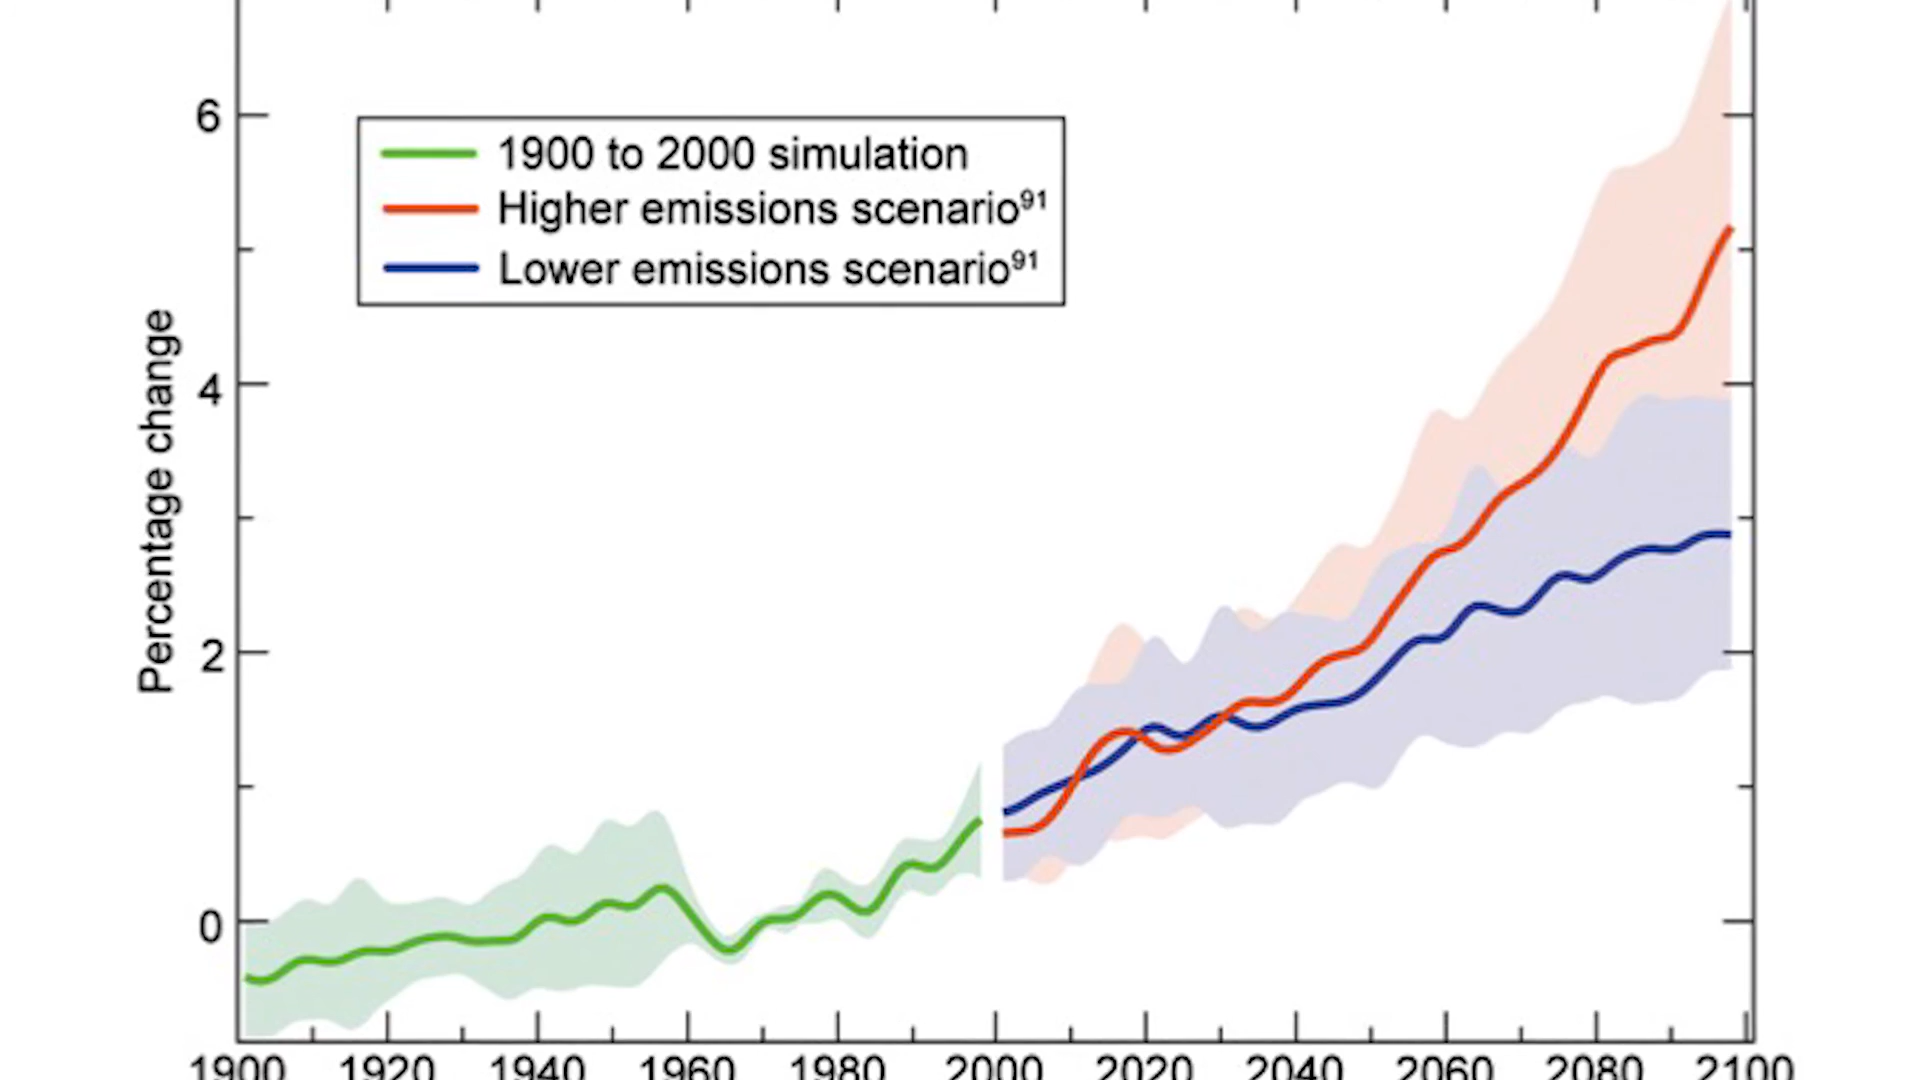 6
1900 to 2000 simulation
Higher emissions scenario⁹¹
Lower emissions scenario⁹¹
Percentage change
4
2
0
1900 1920 1940 1960 1980 2000 2020 2040 2060 2080 2100